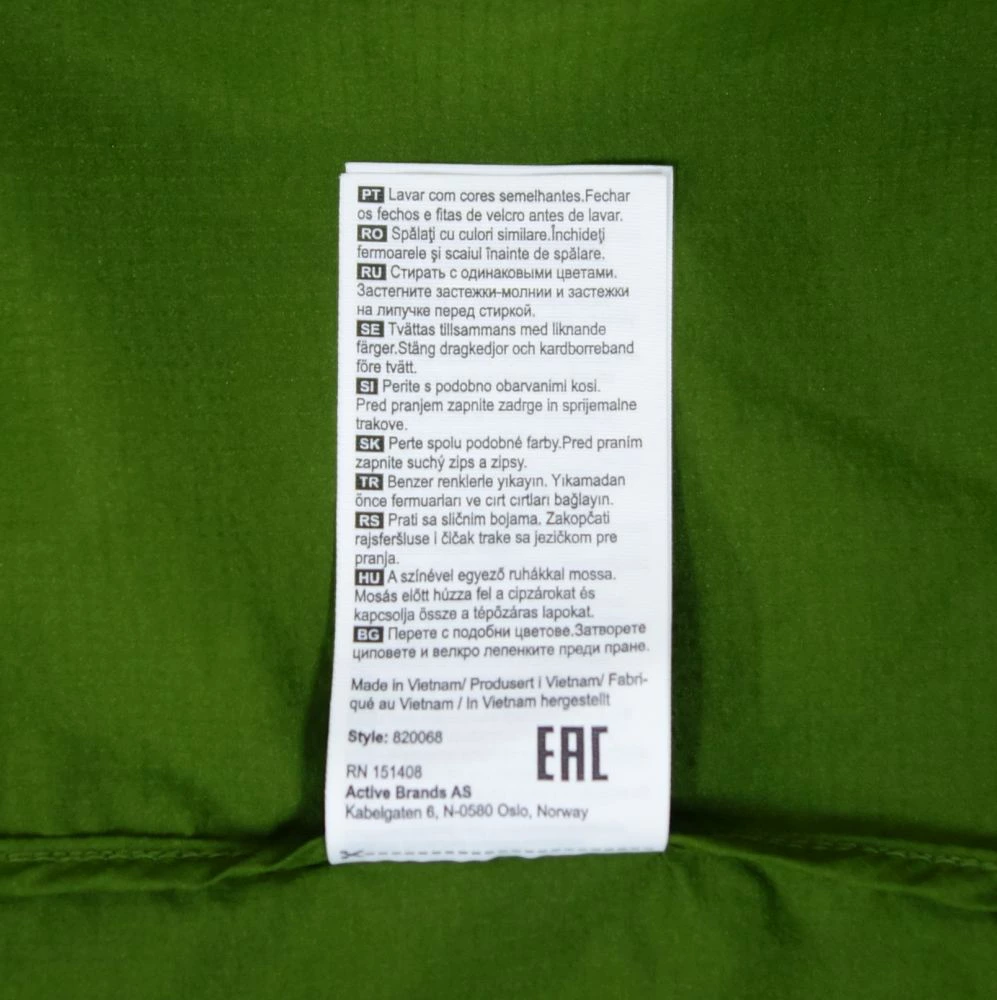 PT Lavar com cores semelhantes.Fechar
os fechos e fitas de velcro antes de lavar.
RO Spălaţi cu culori similare.Închideţi
fermoarele şi scaiul înainte de spălare.
RU Стирать с одинаковыми цветами.
Застегните застежки-молнии и застежки
на липучке перед стиркой.
SE Tvättas tillsammans med liknande
färger.Stäng dragkedjor och kardborreband
före tvätt.
SI Perite s podobno obarvanimi kosi.
Pred pranjem zapnite zadrge in sprijemalne
trakove.
SK Perte spolu podobné farby.Pred praním
zapnite suchý zips a zipsy.
TR Benzer renklerle yıkayın. Yıkamadan
önce fermuarları ve cırt cırtları bağlayın.
RS Prati sa sličnim bojama. Zakopčati
rajsferšluse i čičak trake sa jezičkom pre
pranja.
HU A színével egyező ruhákkal mossa.
Mosás előtt húzza fel a cipzárokat és
kapcsolja össze a tépőzáras lapokat.
BG Перете с подобни цветове.Затворете
циповете и велкро лепенките преди пране.
Made in Vietnam/ Produsert i Vietnam/ Fabri-
qué au Vietnam / In Vietnam hergestellt
Style: 820068
EAC
RN 151408
Active Brands AS
Kabelgaten 6, N-0580 Oslo, Norway